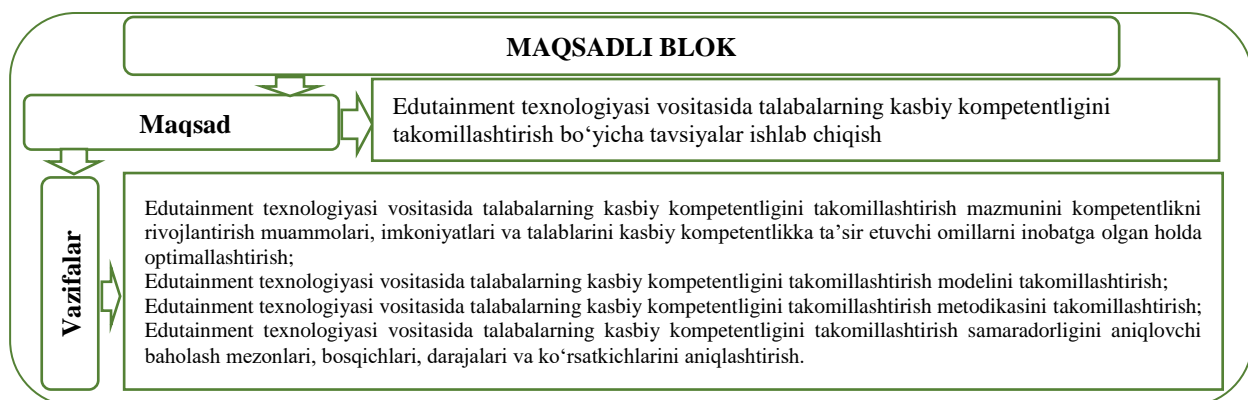 MAQSADLI BLOK
Maqsad
Edutainment texnologiyasi vositasida talabalarning kasbiy kompetentligini
takomillashtirish bo‘yicha tavsiyalar ishlab chiqish
Vazifalar
Edutainment texnologiyasi vositasida talabalarning kasbiy kompetentligini takomillashtirish mazmunini kompetentlikni
rivojlantirish muammolari, imkoniyatlari va talablarini kasbiy kompetentlikka ta’sir etuvchi omillarni inobatga olgan holda
optimallashtirish;
Edutainment texnologiyasi vositasida talabalarning kasbiy kompetentligini takomillashtirish modelini takomillashtirish;
Edutainment texnologiyasi vositasida talabalarning kasbiy kompetentligini takomillashtirish metodikasini takomillashtirish;
Edutainment texnologiyasi vositasida talabalarning kasbiy kompetentligini takomillashtirish samaradorligini aniqlovchi
baholash mezonlari, bosqichlari, darajalari va ko‘rsatkichlarini aniqlashtirish.